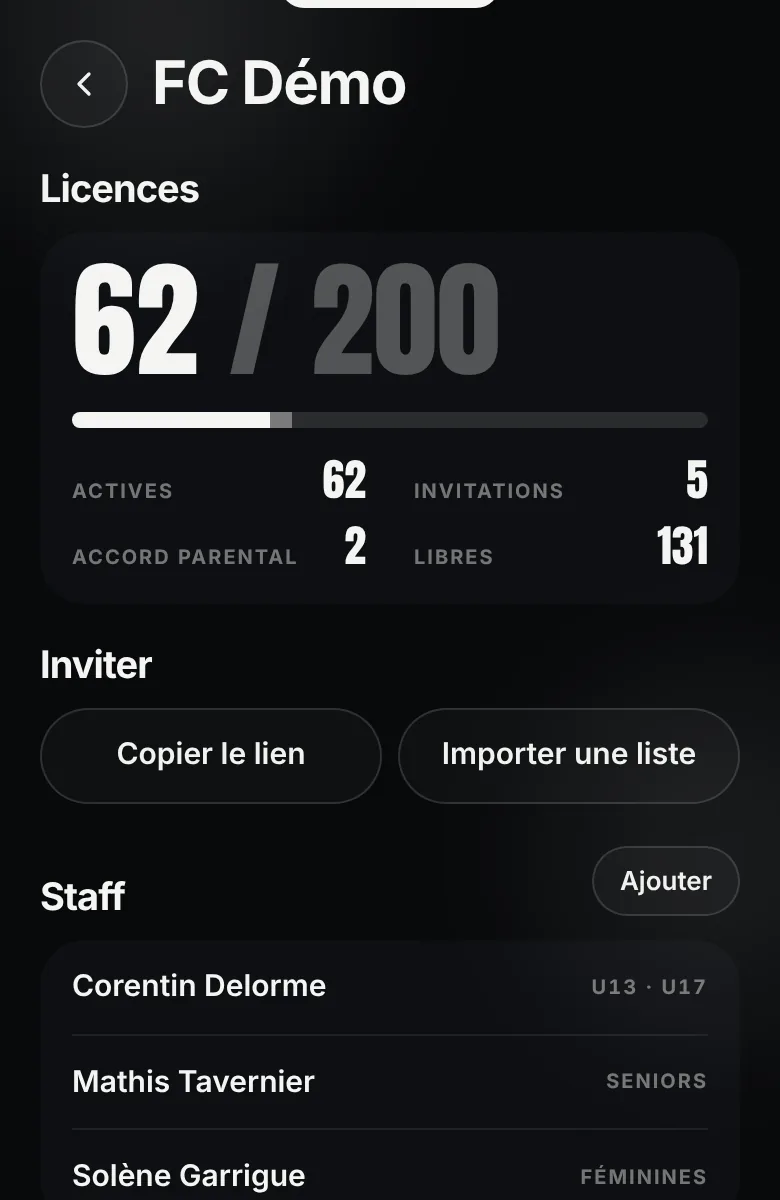 FC Démo
Licences
62 / 200
ACTIVES 62 INVITATIONS 5
ACCORD PARENTAL 2 LIBRES 131
Inviter
Copier le lien Importer une liste
Staff Ajouter
Corentin Delorme U13 · U17
Mathis Tavernier SENIORS
Solène Garrigue FÉMININES